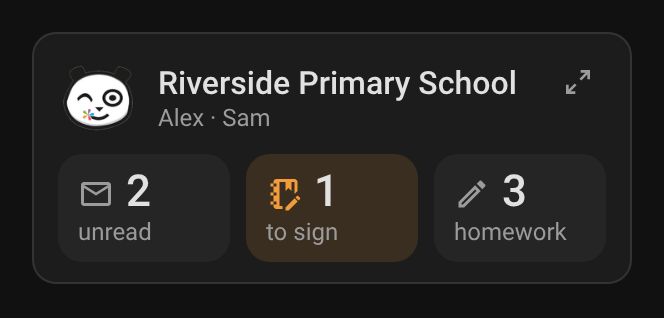 Riverside Primary School
Alex · Sam
2
unread
1
to sign
3
homework